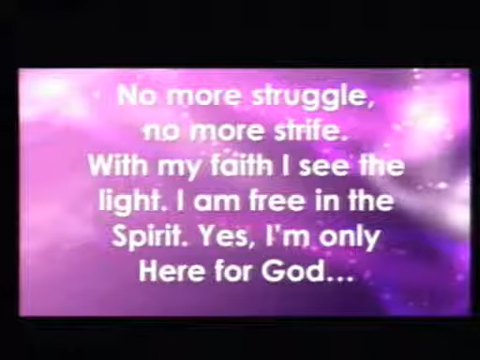 No more struggle,
no more strife.
With my faith I see the
light. I am free in the
Spirit. Yes, I'm only
Here for God...